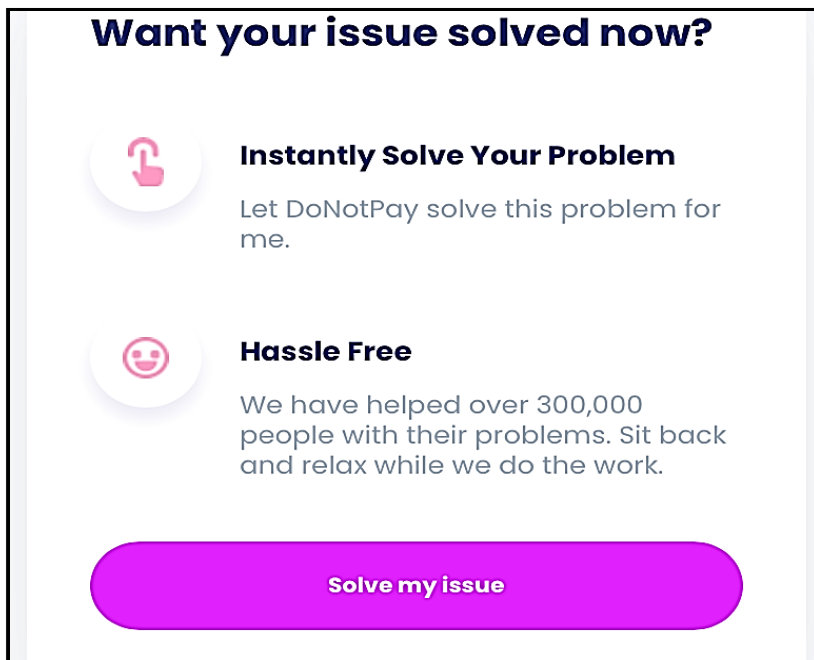 Want your issue solved now?
Instantly Solve Your Problem
Let DoNotPay solve this problem for
me.
Hassle Free
We have helped over 300,000
people with their problems. Sit back
and relax while we do the work.
Solve my issue